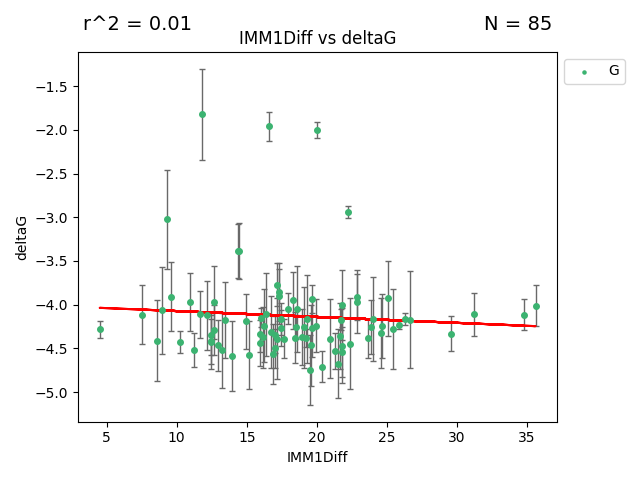 r^2 = 0.01
N = 85
IMM1Diff vs deltaG
G
deltaG
−1.5
−2.0
−2.5
−3.0
−3.5
−4.0
−4.5
−5.0
5 10 15 20 25 30 35
IMM1Diff